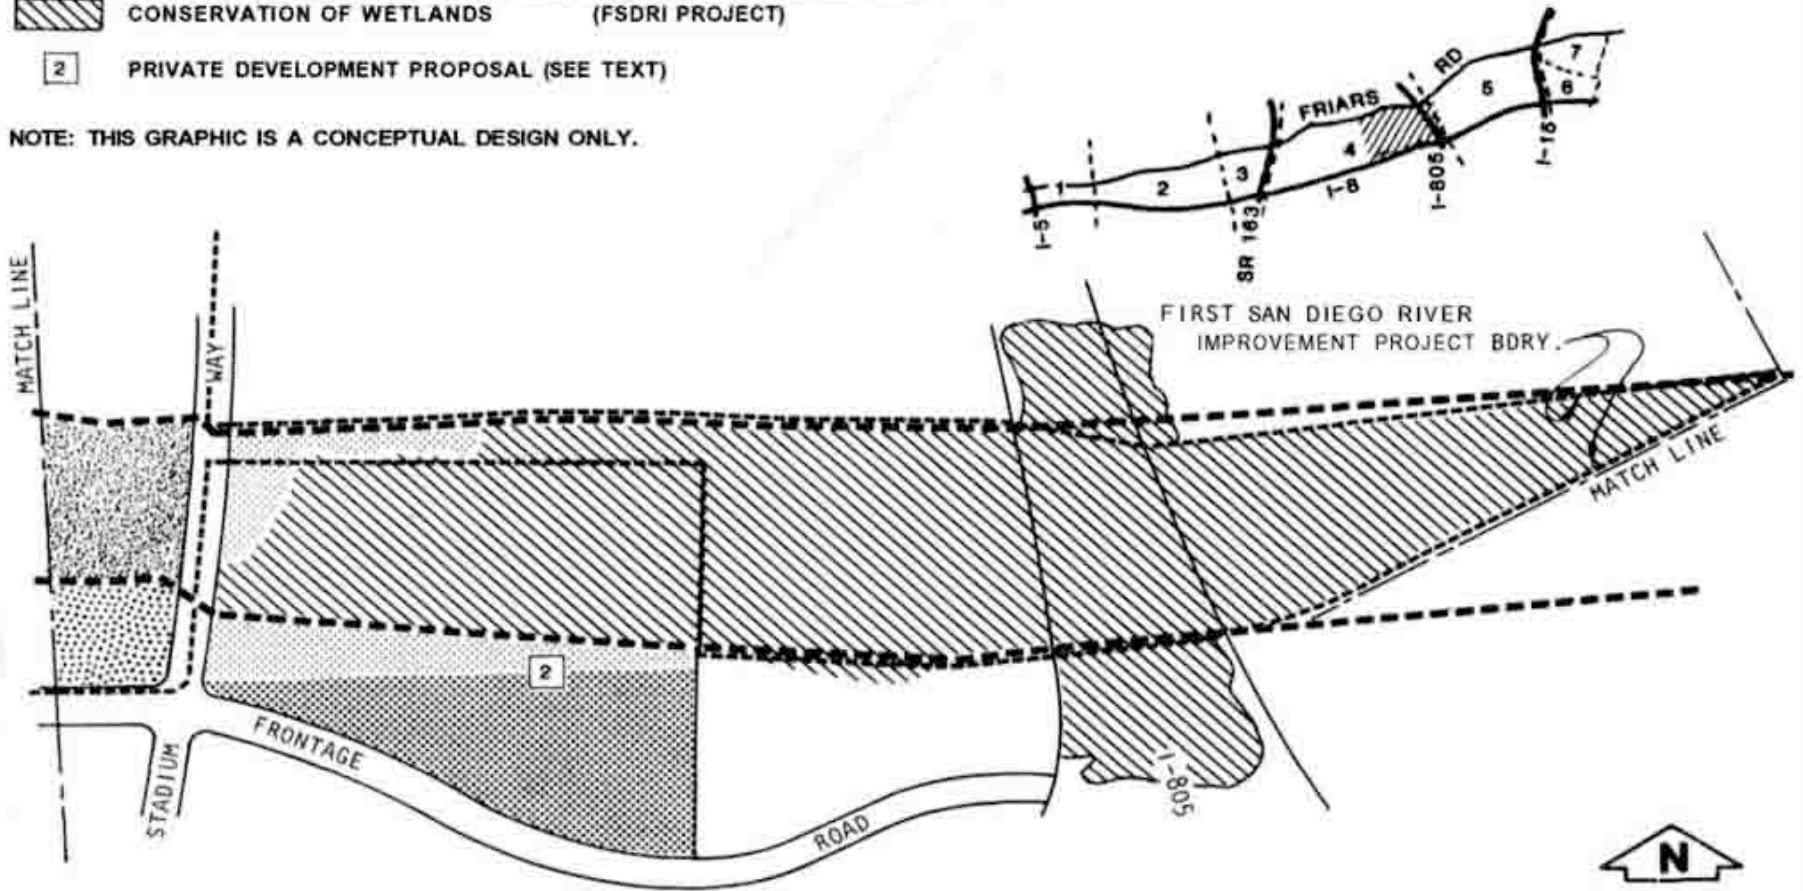 CONSERVATION OF WETLANDS (FSDRI PROJECT)
2 PRIVATE DEVELOPMENT PROPOSAL (SEE TEXT)
NOTE: THIS GRAPHIC IS A CONCEPTUAL DESIGN ONLY.
FRIARS RD
1 2 3 4 5 6 7
I-5
SR 163
I-8
I-805
I-15
MATCH LINE
WAY
FIRST SAN DIEGO RIVER
IMPROVEMENT PROJECT BDRY.
MATCH LINE
2
FRONTAGE
STADIUM
ROAD
I-805
N